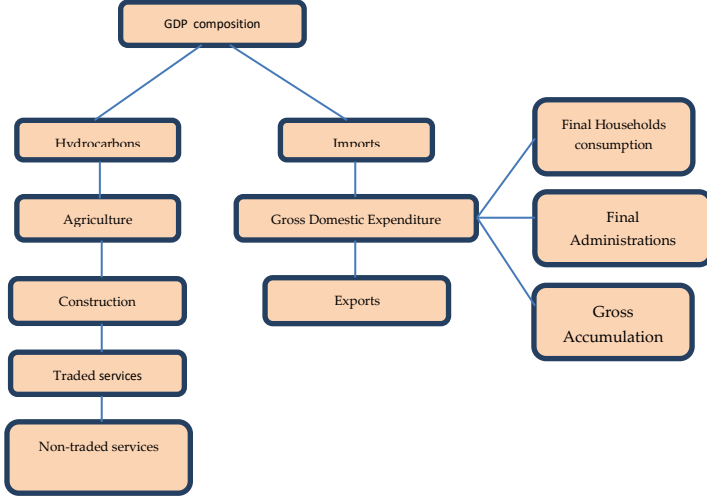 GDP composition
Hydrocarbons
Imports
Final Households
consumption
Agriculture
Gross Domestic Expenditure
Final
Administrations
Construction
Exports
Gross
Accumulation
Traded services
Non-traded services